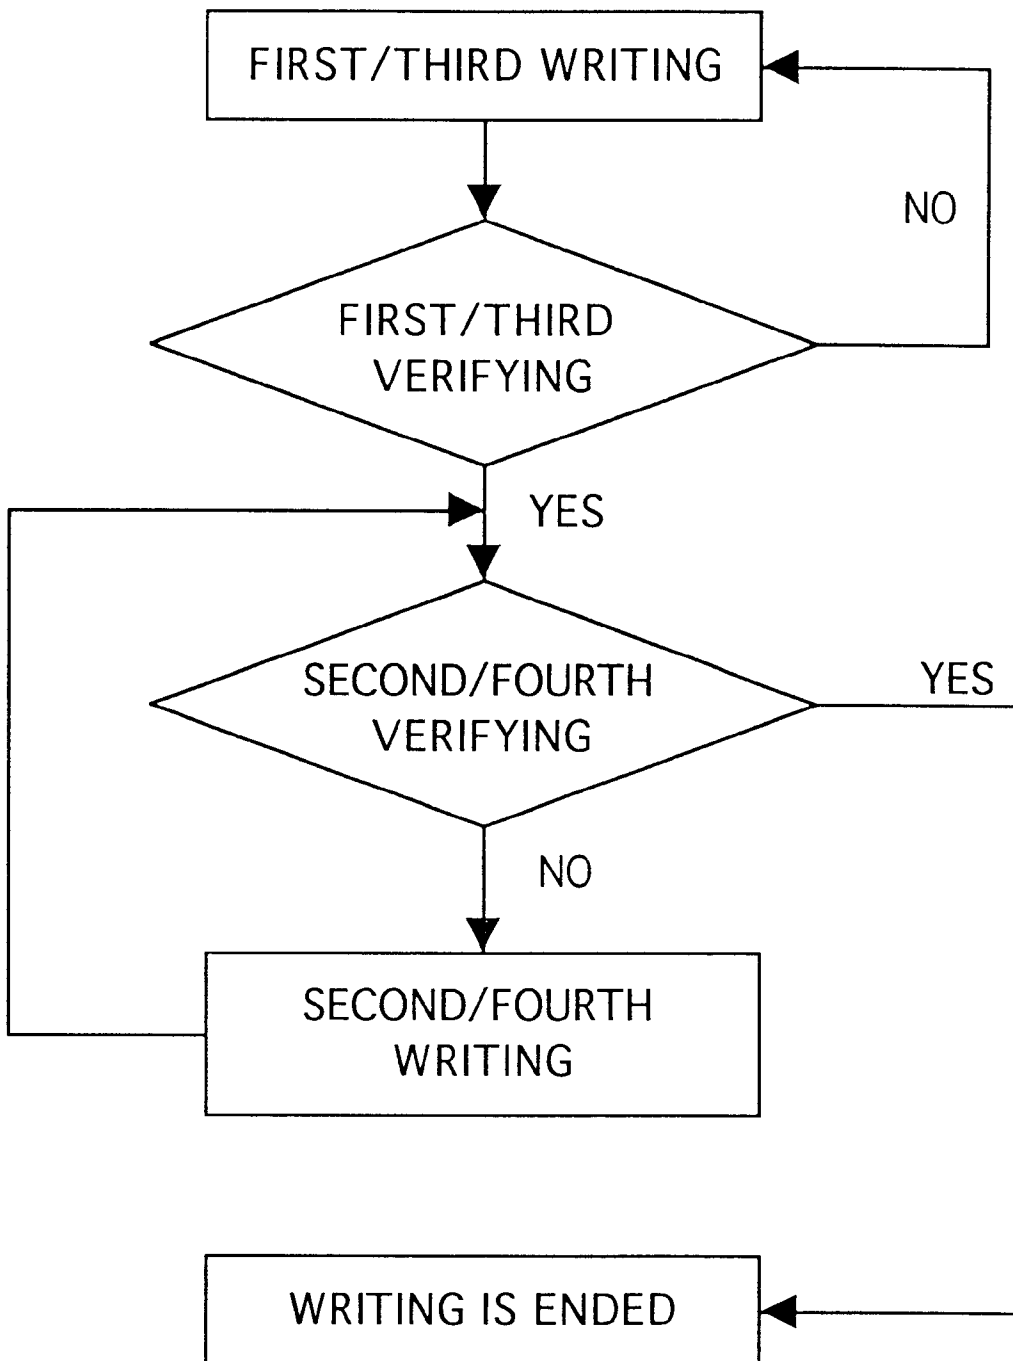 FIRST/THIRD WRITING
NO
FIRST/THIRD
VERIFYING
YES
SECOND/FOURTH
VERIFYING
YES
NO
SECOND/FOURTH
WRITING
WRITING IS ENDED